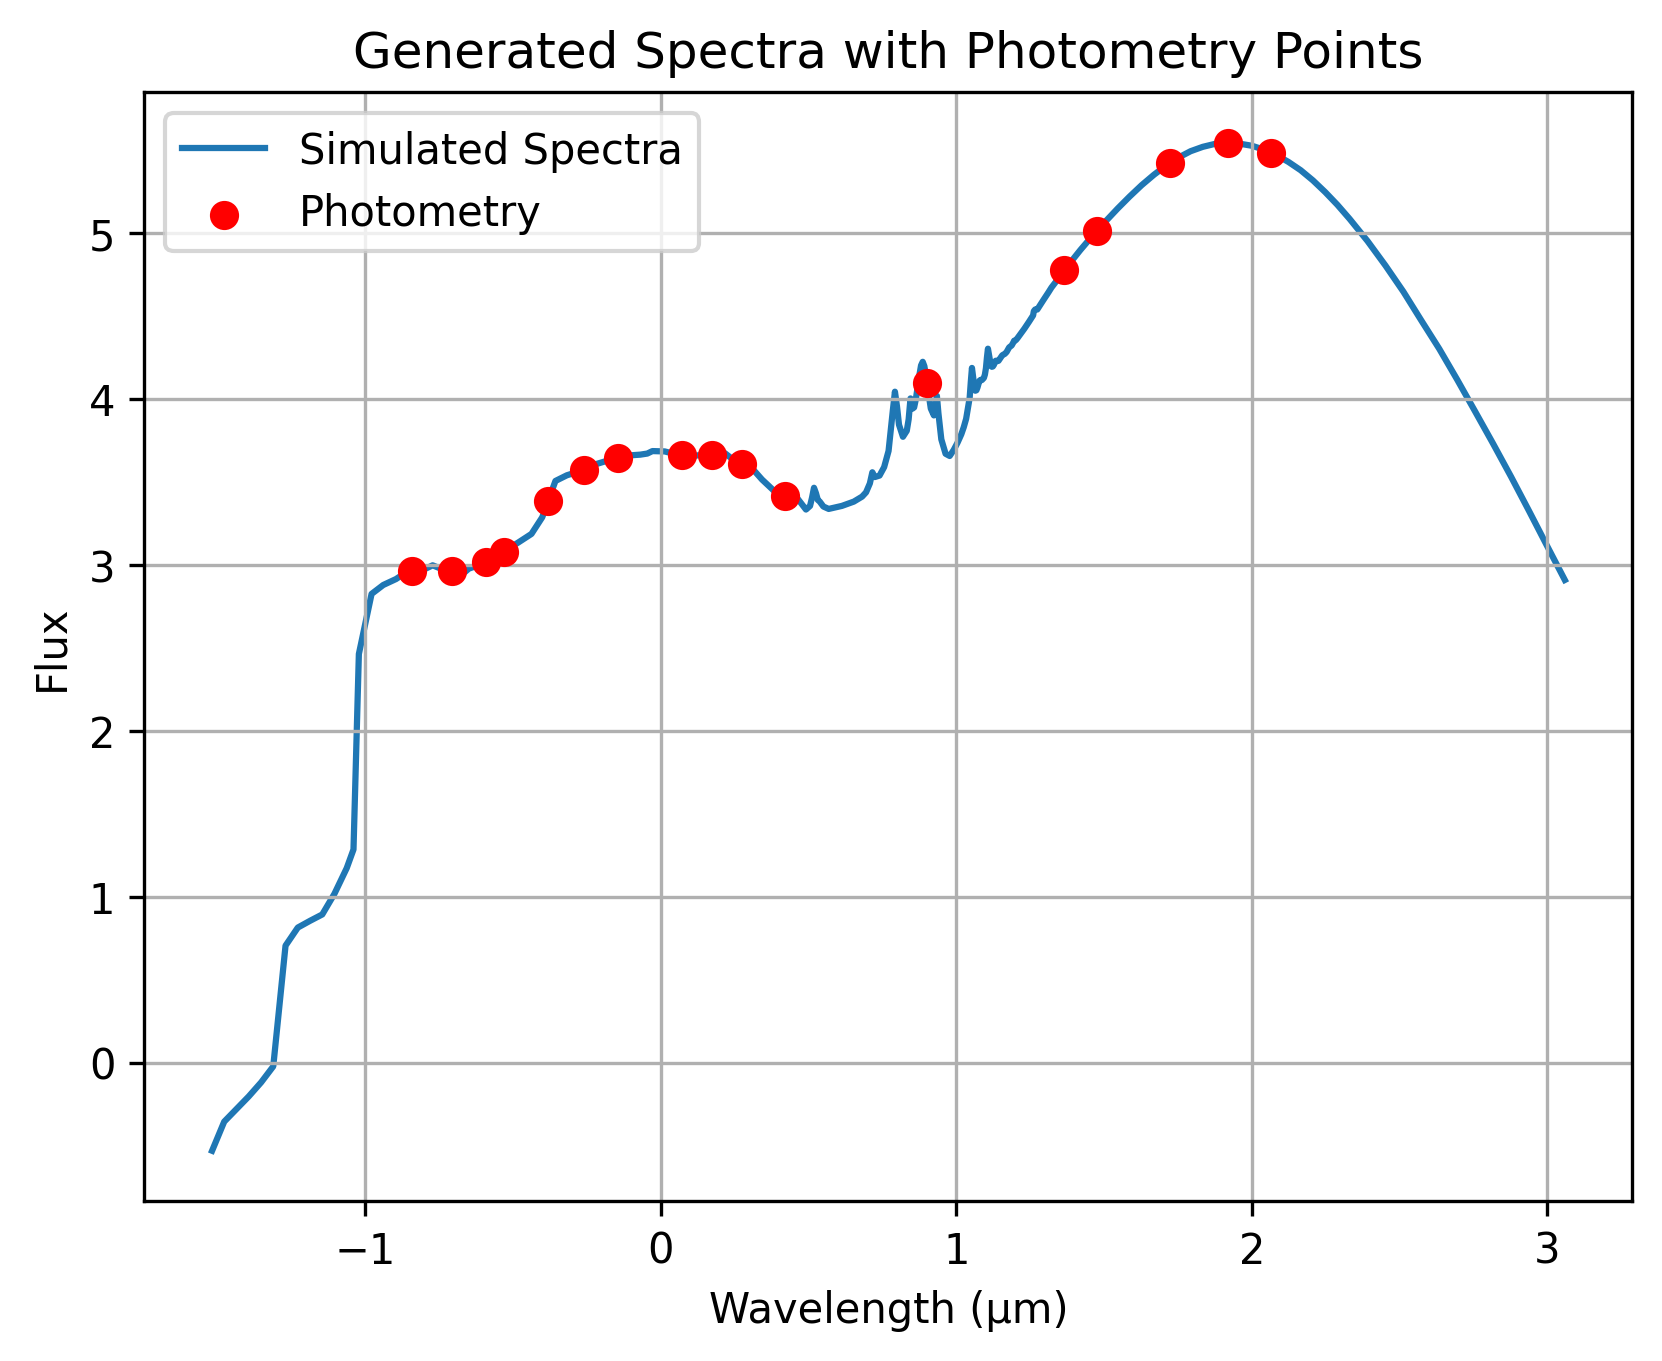 Generated Spectra with Photometry Points
Simulated Spectra
Photometry
5
4
3
2
1
0
Flux
−1
0
1
2
3
Wavelength (μm)